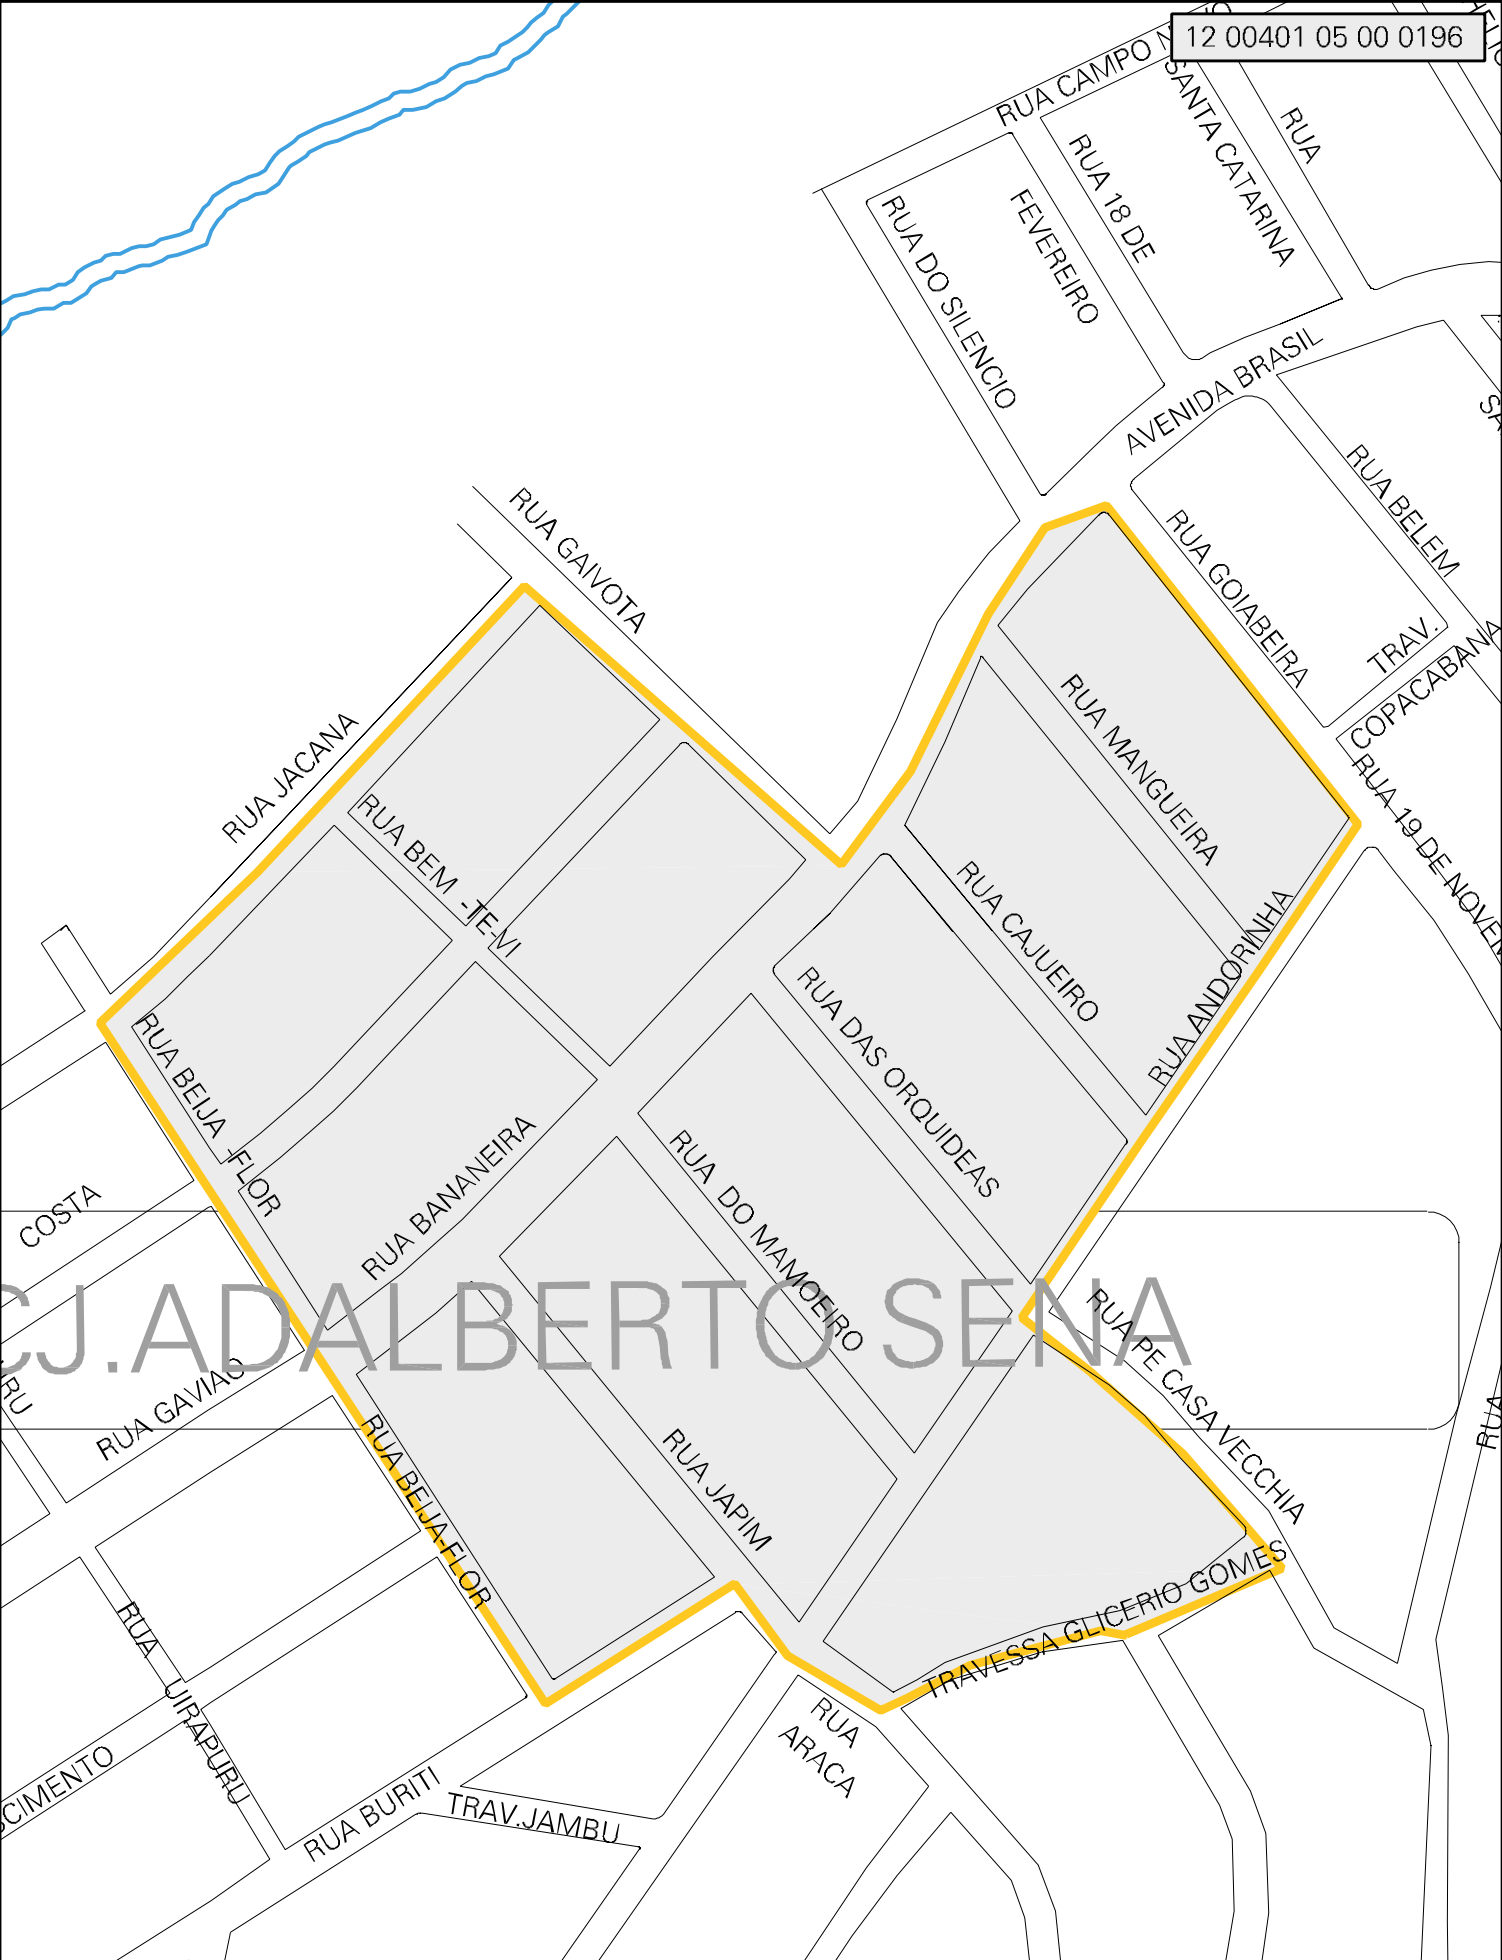 12 00401 05 00 0196
RUA CAMPO
SANTA CATARINA
RUA
RUA 18 DE
FEVEREIRO
RUA DO SILENCIO
AVENIDA BRASIL
RUA BELEM
RUA GAIVOTA
RUA GOIABEIRA
TRAV.
COPACABANA
RUA JACANA
RUA MANGUEIRA
RUA 19 DE NOVEM
RUA BEM -TE-VI
RUA CAJUEIRO
RUA ANDORINHA
RUA DAS ORQUIDEAS
RUA BEIJA -FLOR
RUA BANANEIRA
RUA DO MAMOEIRO
COSTA
CJ.ADALBERTO SENA
RUA PE CASA VECCHIA
RUA GAVIAO
RU
RUA
RUA BEIJA-FLOR
RUA JAPIM
TRAVESSA GLICERIO GOMES
RUA UIRAPURU
RUA
ARACA
SCIMENTO
RUA BURITI
TRAV.JAMBU